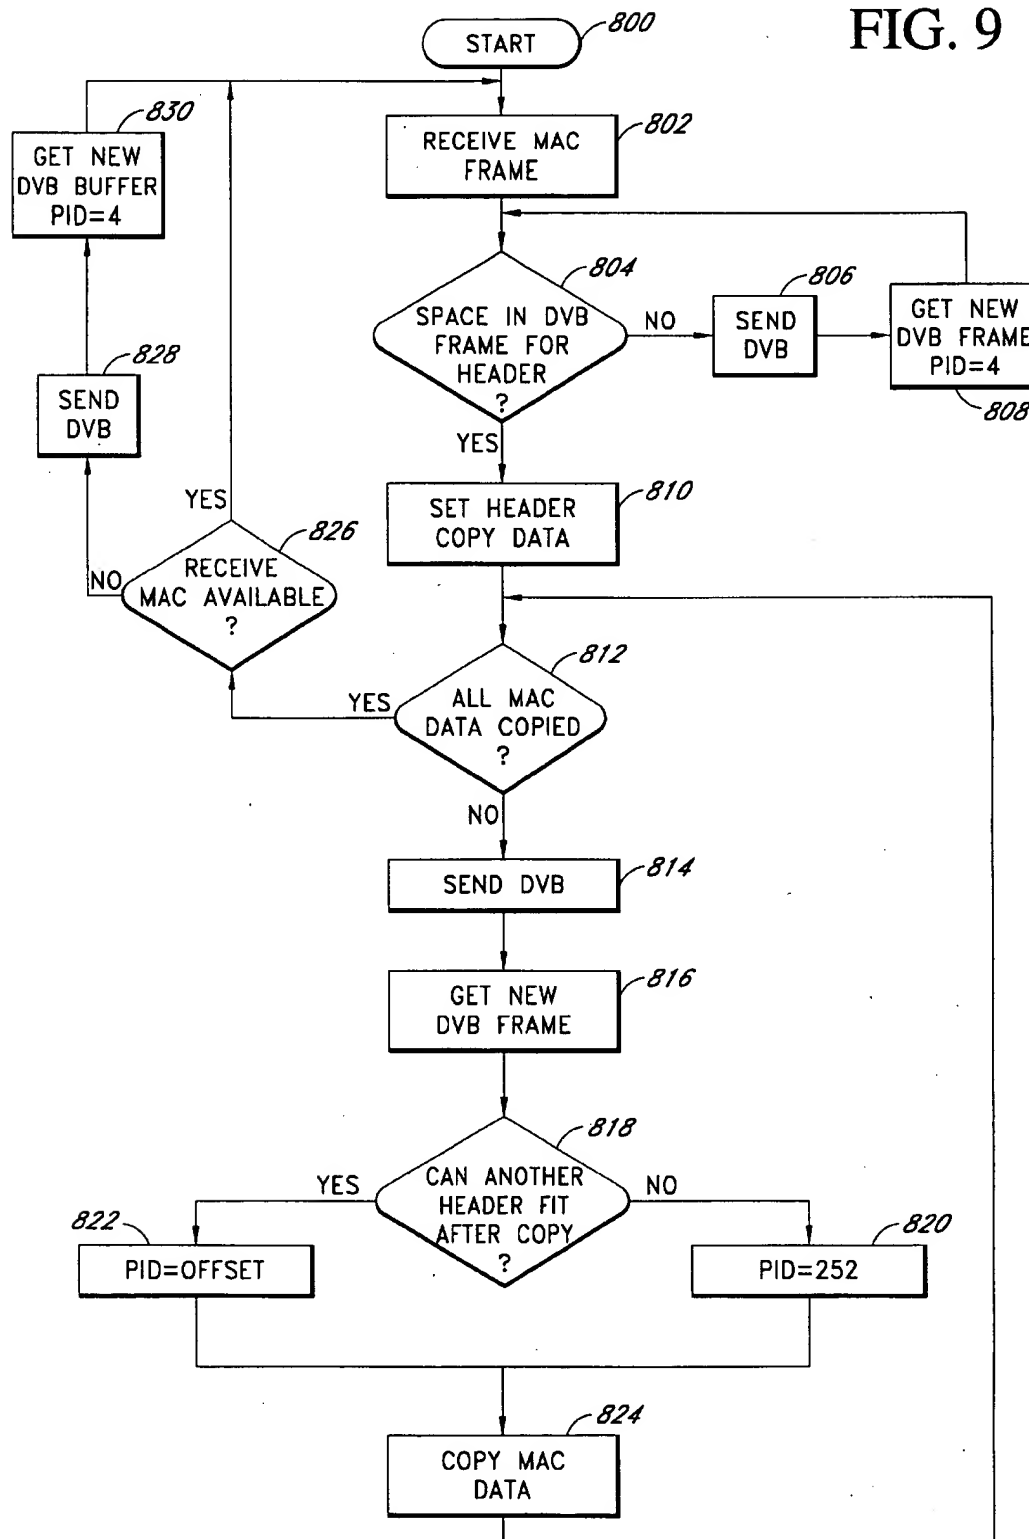 FIG. 9
START
800
RECEIVE MAC
FRAME
802
830
GET NEW
DVB BUFFER
PID=4
SPACE IN DVB
FRAME FOR
HEADER
?
804
NO
806
SEND
DVB
GET NEW
DVB FRAME
PID=4
808
828
SEND
DVB
YES
SET HEADER
COPY DATA
810
YES
826
RECEIVE
MAC AVAILABLE
?
NO
812
ALL MAC
DATA COPIED
?
YES
NO
SEND DVB
814
GET NEW
DVB FRAME
816
818
CAN ANOTHER
HEADER FIT
AFTER COPY
?
YES
NO
822
PID=OFFSET
820
PID=252
824
COPY MAC
DATA